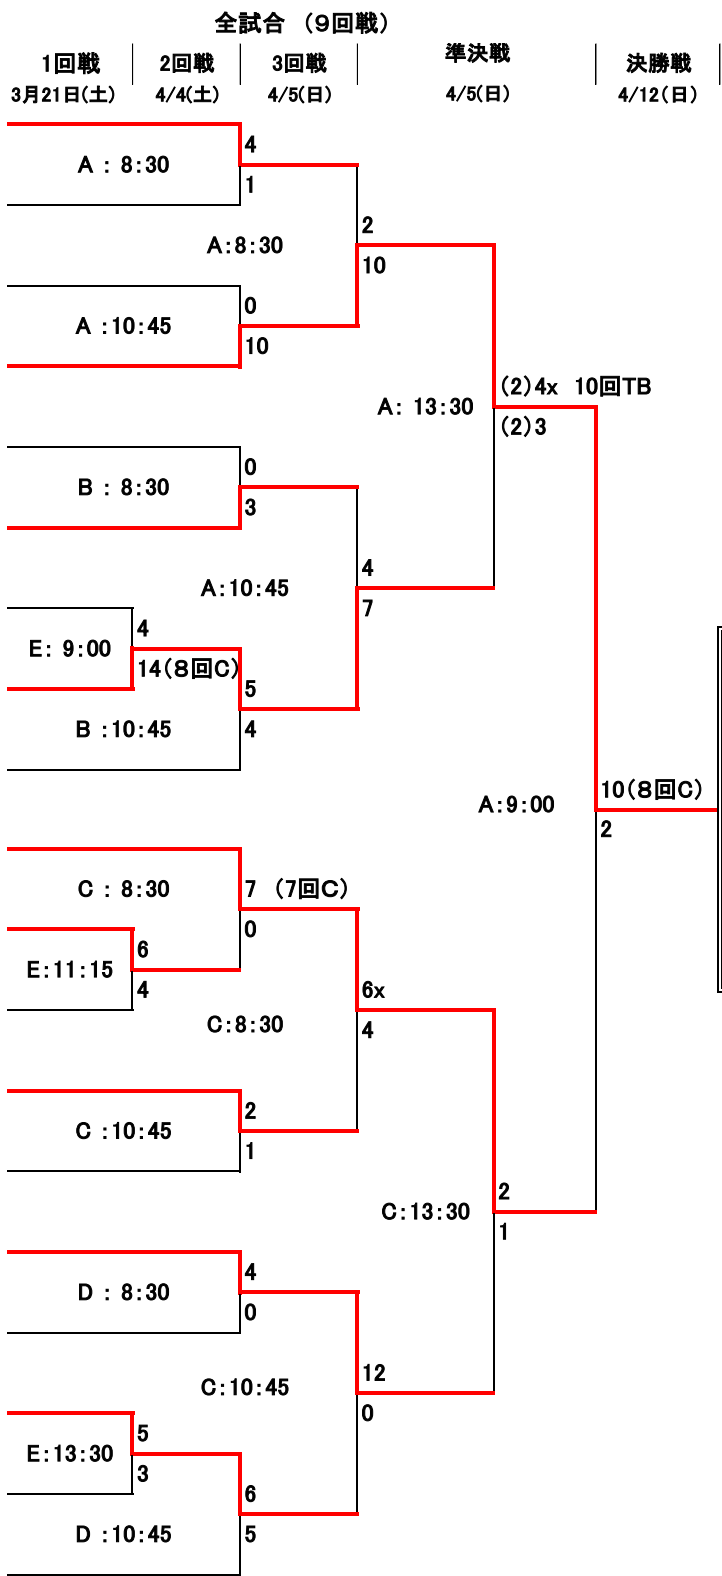 全試合 （9回戦）
1回戦 2回戦 3回戦 準決戦 決勝戦
3月21日(土) 4/4(土) 4/5(日) 4/5(日) 4/12(日)
4
A : 8:30
1
2
A:8:30
10
0
A :10:45
10
(2)4x 10回TB
A: 13:30
(2)3
0
B : 8:30
3
4
A:10:45
7
4
E: 9:00
14(8回C)
5
B :10:45
4
10(8回C)
A:9:00
2
C : 8:30
7 (7回C)
0
6
E:11:15
4
6x
C:8:30
4
2
C :10:45
1
2
C:13:30
1
4
D : 8:30
0
12
C:10:45
0
5
E:13:30
3
6
D :10:45
5